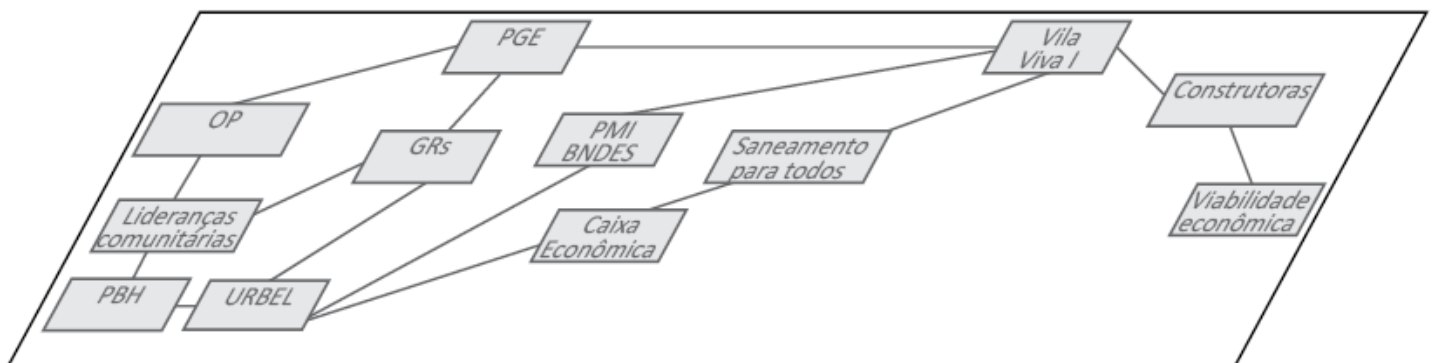 PGE
Vila
Viva I
Construtoras
OP
GRs
PMI
BNDES
Saneamento
para todos
Lideranças
comunitárias
Caixa
Econômica
Viabilidade
econômica
PBH
URBEL